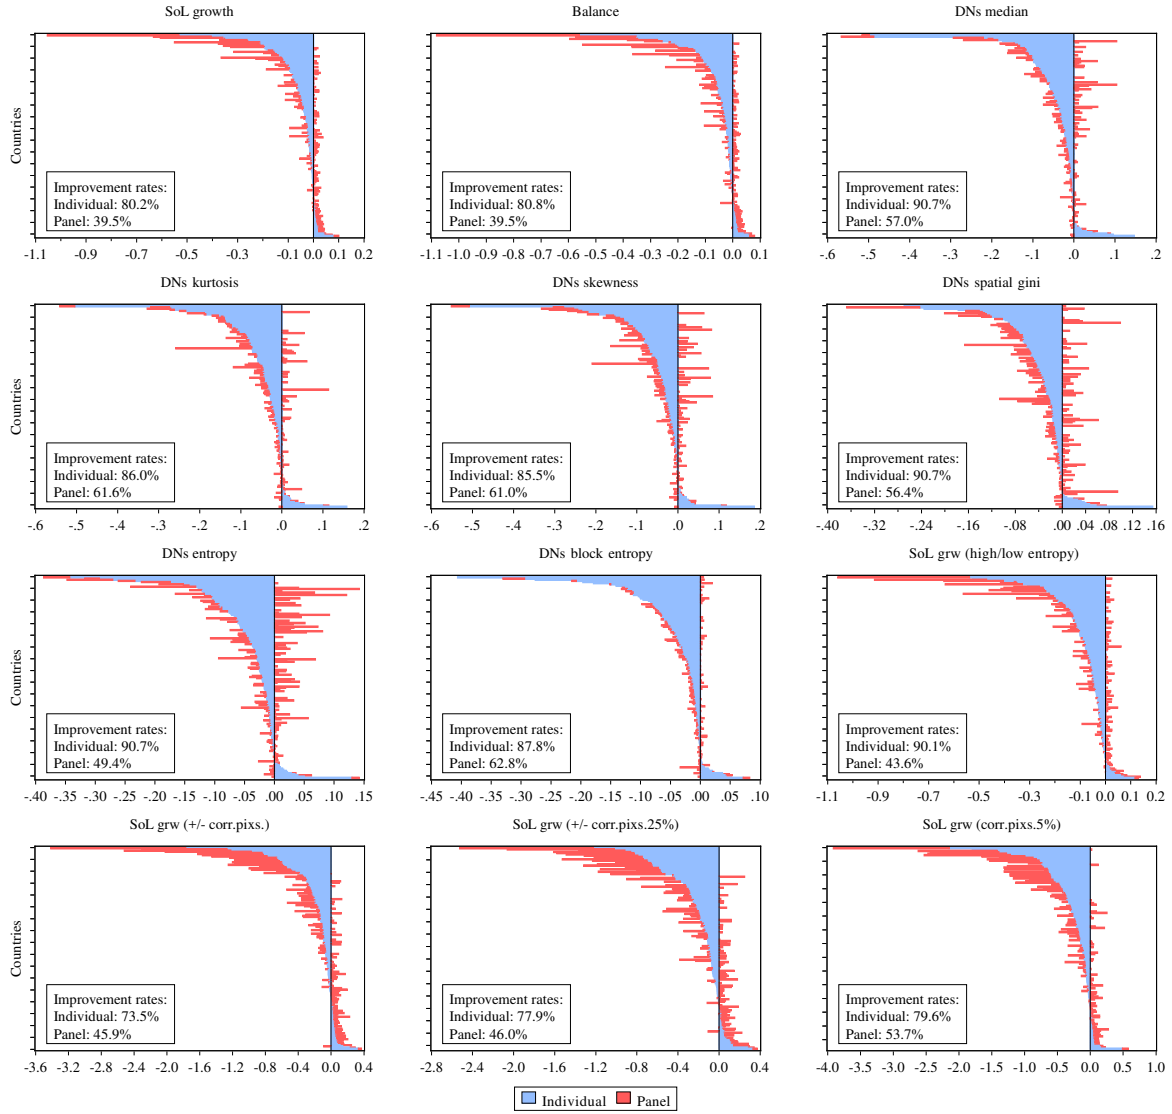 SoL growth
Balance
DNs median
Countries
Improvement rates:
Individual: 80.2%
Panel: 39.5%
Improvement rates:
Individual: 80.8%
Panel: 39.5%
Improvement rates:
Individual: 90.7%
Panel: 57.0%
-1.1 -0.9 -0.7 -0.5 -0.3 -0.1 0.0 0.2
-1.1 -1.0 -0.9 -0.8 -0.7 -0.6 -0.5 -0.4 -0.3 -0.2 -0.1 0.0 0.1
-.6 -.5 -.4 -.3 -.2 -.1 .0 .1 .2
DNs kurtosis
DNs skewness
DNs spatial gini
Countries
Improvement rates:
Individual: 86.0%
Panel: 61.6%
Improvement rates:
Individual: 85.5%
Panel: 61.0%
Improvement rates:
Individual: 90.7%
Panel: 56.4%
-.6 -.5 -.4 -.3 -.2 -.1 .0 .1 .2
-.6 -.5 -.4 -.3 -.2 -.1 .0 .1 .2
-.40 -.32 -.24 -.16 -.08 .00 .04 .08 .12 .16
DNs entropy
DNs block entropy
SoL grw (high/low entropy)
Countries
Improvement rates:
Individual: 90.7%
Panel: 49.4%
Improvement rates:
Individual: 87.8%
Panel: 62.8%
Improvement rates:
Individual: 90.1%
Panel: 43.6%
-.40 -.35 -.30 -.25 -.20 -.15 -.10 -.05 .00 .05 .10 .15
-.45 -.40 -.35 -.30 -.25 -.20 -.15 -.10 -.05 .00 .05 .10
-1.1 -0.9 -0.7 -0.5 -0.3 -0.1 0.0 0.1 0.2
SoL grw (+/- corr.pixs.)
SoL grw (+/- corr.pixs.25%)
SoL grw (corr.pixs.5%)
Countries
Improvement rates:
Individual: 73.5%
Panel: 45.9%
Improvement rates:
Individual: 77.9%
Panel: 46.0%
Improvement rates:
Individual: 79.6%
Panel: 53.7%
-3.6 -3.2 -2.8 -2.4 -2.0 -1.6 -1.2 -0.8 -0.4 0.0 0.4
-2.8 -2.4 -2.0 -1.6 -1.2 -0.8 -0.4 0.0 0.4
-4.0 -3.5 -3.0 -2.5 -2.0 -1.5 -1.0 -0.5 0.0 0.5 1.0
Individual Panel